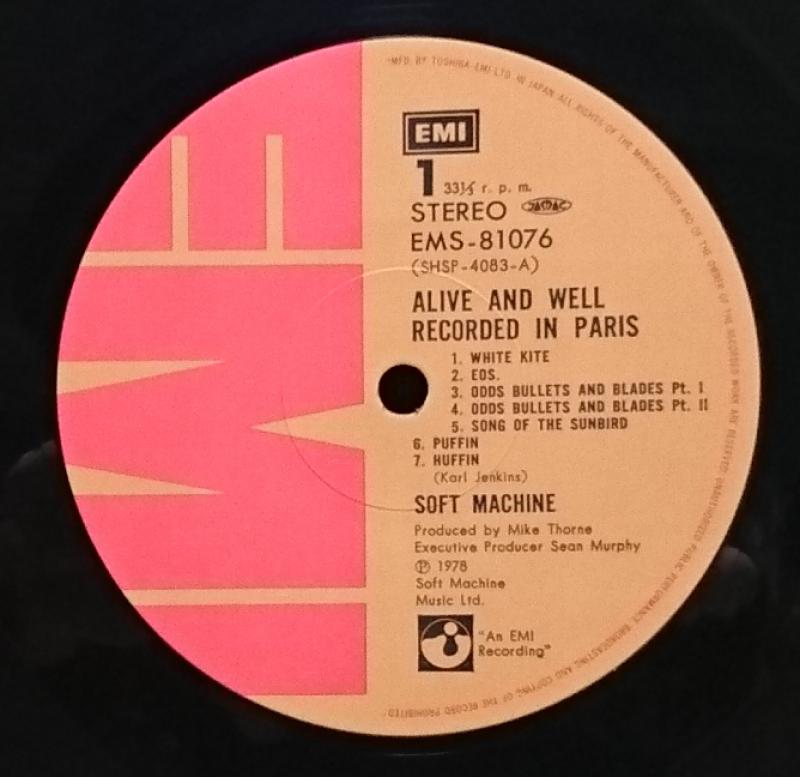 "MFD. BY TOSHIBA-EMI LTD. IN JAPAN ALL RIGHTS OF THE MANUFACTURER AND OF THE OWNER OF THE RECORDED WORK ARE RESERVED. UNAUTHORIZED PUBLIC PERFORMANCE, BROADCASTING AND COPYING OF THE RECORD PROHIBITED"
EMI
EMI
1 33⅓ r. p. m.
STEREO
EMS-81076
(SHSP-4083-A)
ALIVE AND WELL
RECORDED IN PARIS
1. WHITE KITE
2. EOS.
3. ODDS BULLETS AND BLADES Pt. I
4. ODDS BULLETS AND BLADES Pt. II
5. SONG OF THE SUNBIRD
6. PUFFIN
7. HUFFIN
(Karl Jenkins)
SOFT MACHINE
Produced by Mike Thorne
Executive Producer Sean Murphy
Ⓟ 1978
Soft Machine
Music Ltd.
"An EMI
Recording"